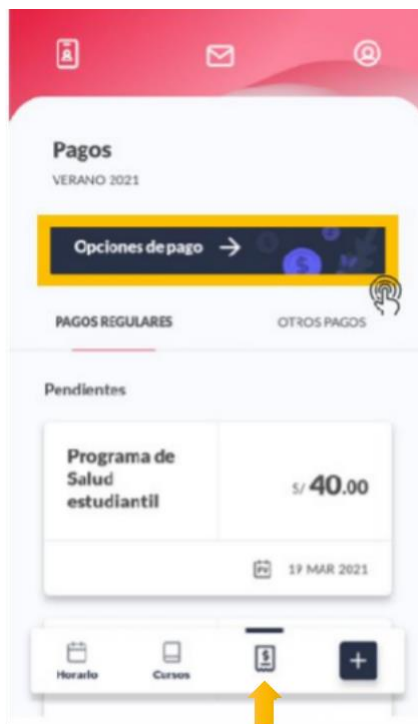 Pagos
VERANO 2021
Opciones de pago →
PAGOS REGULARES
OTROS PAGOS
Pendientes
Programa de
Salud
estudiantil
S/ 40.00
PV
19 MAR 2021
Horario
Cursos
$
+